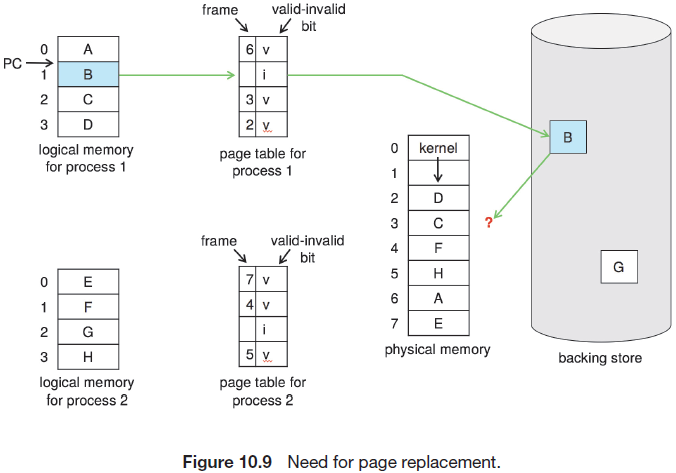 frame
valid-invalid
bit
PC
0 A
1 B
2 C
3 D
logical memory
for process 1
6 v
i
3 v
2 v
page table for
process 1
B
0 kernel
1
2 D
3 C
4 F
5 H
6 A
7 E
physical memory
?
G
backing store
frame
valid-invalid
bit
0 E
1 F
2 G
3 H
logical memory
for process 2
7 v
4 v
i
5 v
page table for
process 2
Figure 10.9 Need for page replacement.